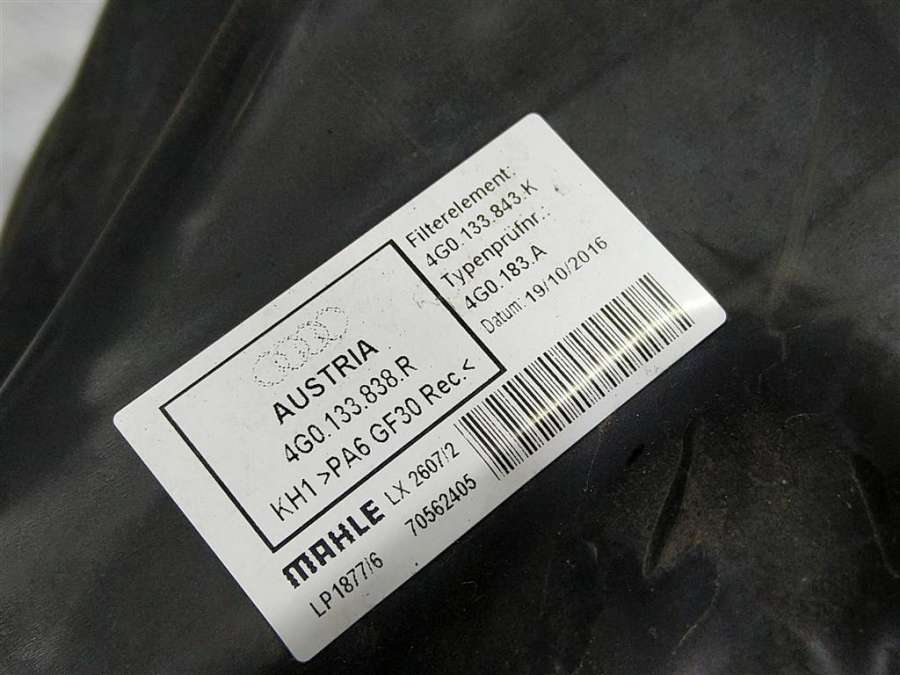 AUSTRIA
4G0.133.838.R
KH1 >PA6 GF30 Rec.<
Filterelement:
4G0.133.843.K
Typenprüfnr.:
4G0.183.A
Datum: 19/10/2016
MAHLE LX 2607/2
LP1877/6 70562405